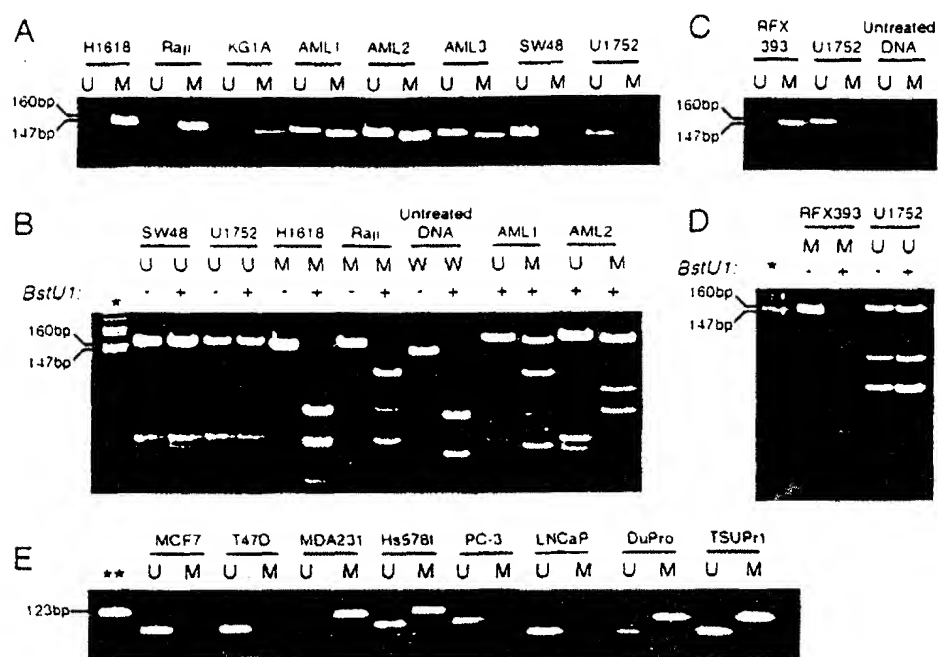 A
H1618 Raji KG1A AML1 AML2 AML3 SW48 U1752
U M U M U M U M U M U M U M U M
160bp
147bp
C
RFX 393 U1752 Untreated DNA
U M U M U M
160bp
147bp
B
SW48 U1752 H1618 Raji Untreated DNA AML1 AML2
U U U U M M M M W W U M U M
BstU1: - + - + - + - + - + + + + +
*
160bp
147bp
D
RFX393 U1752
M M U U
BstU1: * - + - +
160bp
147bp
E
MCF7 T47D MDA231 Hs578t PC-3 LNCaP DuPro TSUPr1
** U M U M U M U M U M U M U M U M
123bp